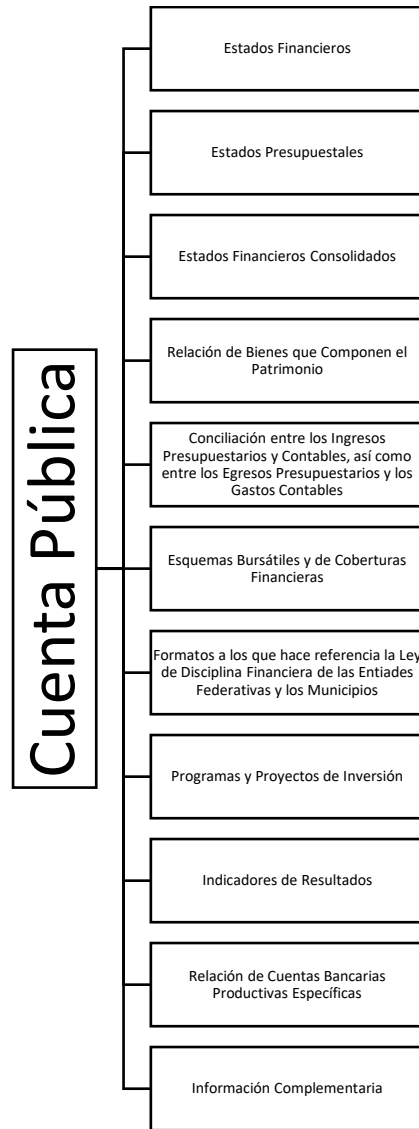 Cuenta Pública
Estados Financieros
Estados Presupuestales
Estados Financieros Consolidados
Relación de Bienes que Componen el
Patrimonio
Conciliación entre los Ingresos
Presupuestarios y Contables, así como
entre los Egresos Presupuestarios y los
Gastos Contables
Esquemas Bursátiles y de Coberturas
Financieras
Formatos a los que hace referencia la Ley
de Disciplina Financiera de las Entiades
Federativas y los Municipios
Programas y Proyectos de Inversión
Indicadores de Resultados
Relación de Cuentas Bancarias
Productivas Específicas
Información Complementaria